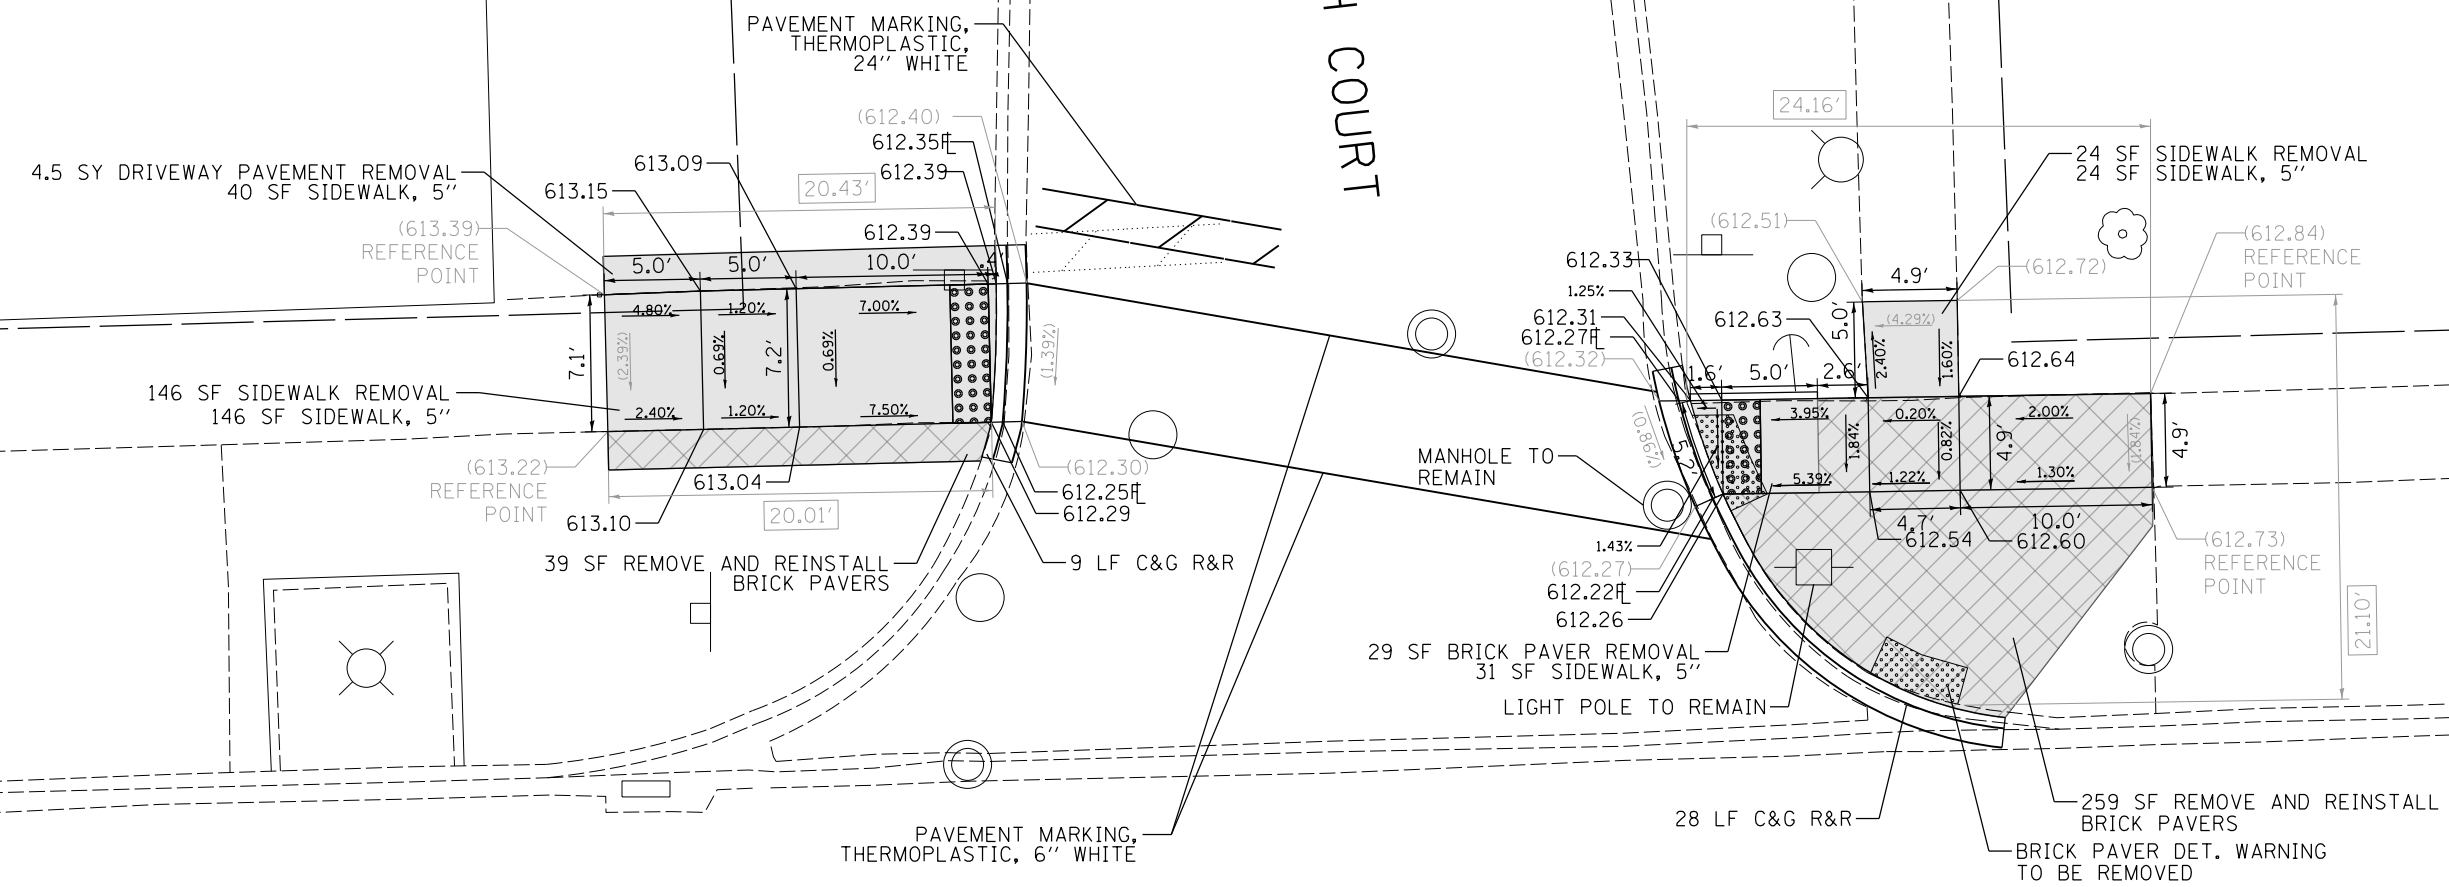 H COURT
PAVEMENT MARKING,
THERMOPLASTIC,
24'' WHITE
(612.40)
612.35FL
612.39
613.09
613.15
20.43'
612.39
4.5 SY DRIVEWAY PAVEMENT REMOVAL
40 SF SIDEWALK, 5''
(613.39)
REFERENCE
POINT
5.0'
5.0'
10.0'
.4'
4.80%
1.20%
7.00%
7.1'
(2.39%)
0.69%
7.2'
0.69%
(1.39%)
2.40%
1.20%
7.50%
146 SF SIDEWALK REMOVAL
146 SF SIDEWALK, 5''
(613.22)
REFERENCE
POINT
613.04
613.10
20.01'
(612.30)
612.25FL
612.29
39 SF REMOVE AND REINSTALL
BRICK PAVERS
9 LF C&G R&R
PAVEMENT MARKING,
THERMOPLASTIC, 6'' WHITE
24.16'
24 SF SIDEWALK REMOVAL
24 SF SIDEWALK, 5''
(612.51)
(612.84)
REFERENCE
POINT
(612.72)
612.33
1.25%
612.31
612.27FL
(612.32)
612.63
4.9'
5.0'
(4.29%)
2.40%
1.60%
612.64
1.6'
5.0'
2.6'
3.95%
0.20%
2.00%
(0.86%)
5.2'
1.84%
0.82%
4.9'
(1.84%)
4.9'
5.39%
1.22%
1.30%
4.7'
10.0'
612.54
612.60
MANHOLE TO
REMAIN
1.43%
(612.27)
612.22FL
612.26
(612.73)
REFERENCE
POINT
21.10'
29 SF BRICK PAVER REMOVAL
31 SF SIDEWALK, 5''
LIGHT POLE TO REMAIN
28 LF C&G R&R
259 SF REMOVE AND REINSTALL
BRICK PAVERS
BRICK PAVER DET. WARNING
TO BE REMOVED